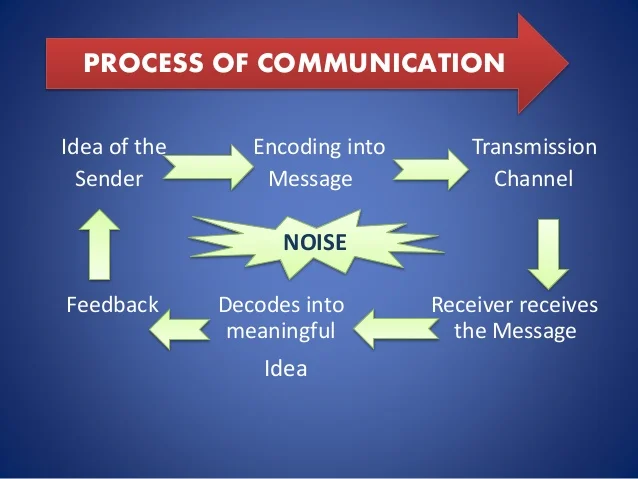 PROCESS OF COMMUNICATION
Idea of the
Sender
Encoding into
Message
Transmission
Channel
NOISE
Feedback
Decodes into
meaningful
Idea
Receiver receives
the Message